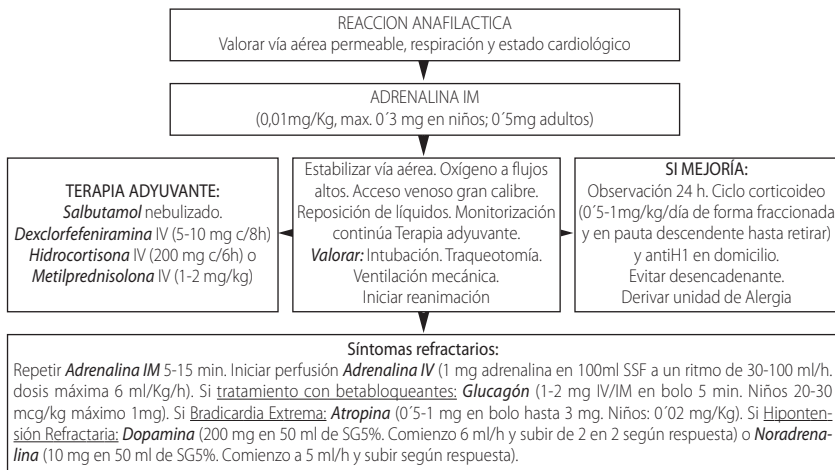 REACCION ANAFILACTICA
Valorar vía aérea permeable, respiración y estado cardiológico
ADRENALINA IM
(0,01mg/Kg, max. 0´3 mg en niños; 0´5mg adultos)
TERAPIA ADYUVANTE:
Salbutamol nebulizado.
Dexclorfeniramina IV (5-10 mg c/8h)
Hidrocortisona IV (200 mg c/6h) o
Metilprednisolona IV (1-2 mg/kg)
Estabilizar vía aérea. Oxígeno a flujos
altos. Acceso venoso gran calibre.
Reposición de líquidos. Monitorización
continúa Terapia adyuvante.
Valorar: Intubación. Traqueotomía.
Ventilación mecánica.
Iniciar reanimación
SI MEJORÍA:
Observación 24 h. Ciclo corticoideo
(0´5-1mg/kg/día de forma fraccionada
y en pauta descendente hasta retirar)
y antiH1 en domicilio.
Evitar desencadenante.
Derivar unidad de Alergia
Síntomas refractarios:
Repetir Adrenalina IM 5-15 min. Iniciar perfusión Adrenalina IV (1 mg adrenalina en 100ml SSF a un ritmo de 30-100 ml/h.
dosis máxima 6 ml/Kg/h). Si tratamiento con betabloqueantes: Glucagón (1-2 mg IV/IM en bolo 5 min. Niños 20-30
mcg/kg máximo 1mg). Si Bradicardia Extrema: Atropina (0´5-1 mg en bolo hasta 3 mg. Niños: 0´02 mg/Kg). Si Hipoten-
sión Refractaria: Dopamina (200 mg en 50 ml de SG5%. Comienzo 6 ml/h y subir de 2 en 2 según respuesta) o Noradrena-
lina (10 mg en 50 ml de SG5%. Comienzo a 5 ml/h y subir según respuesta).